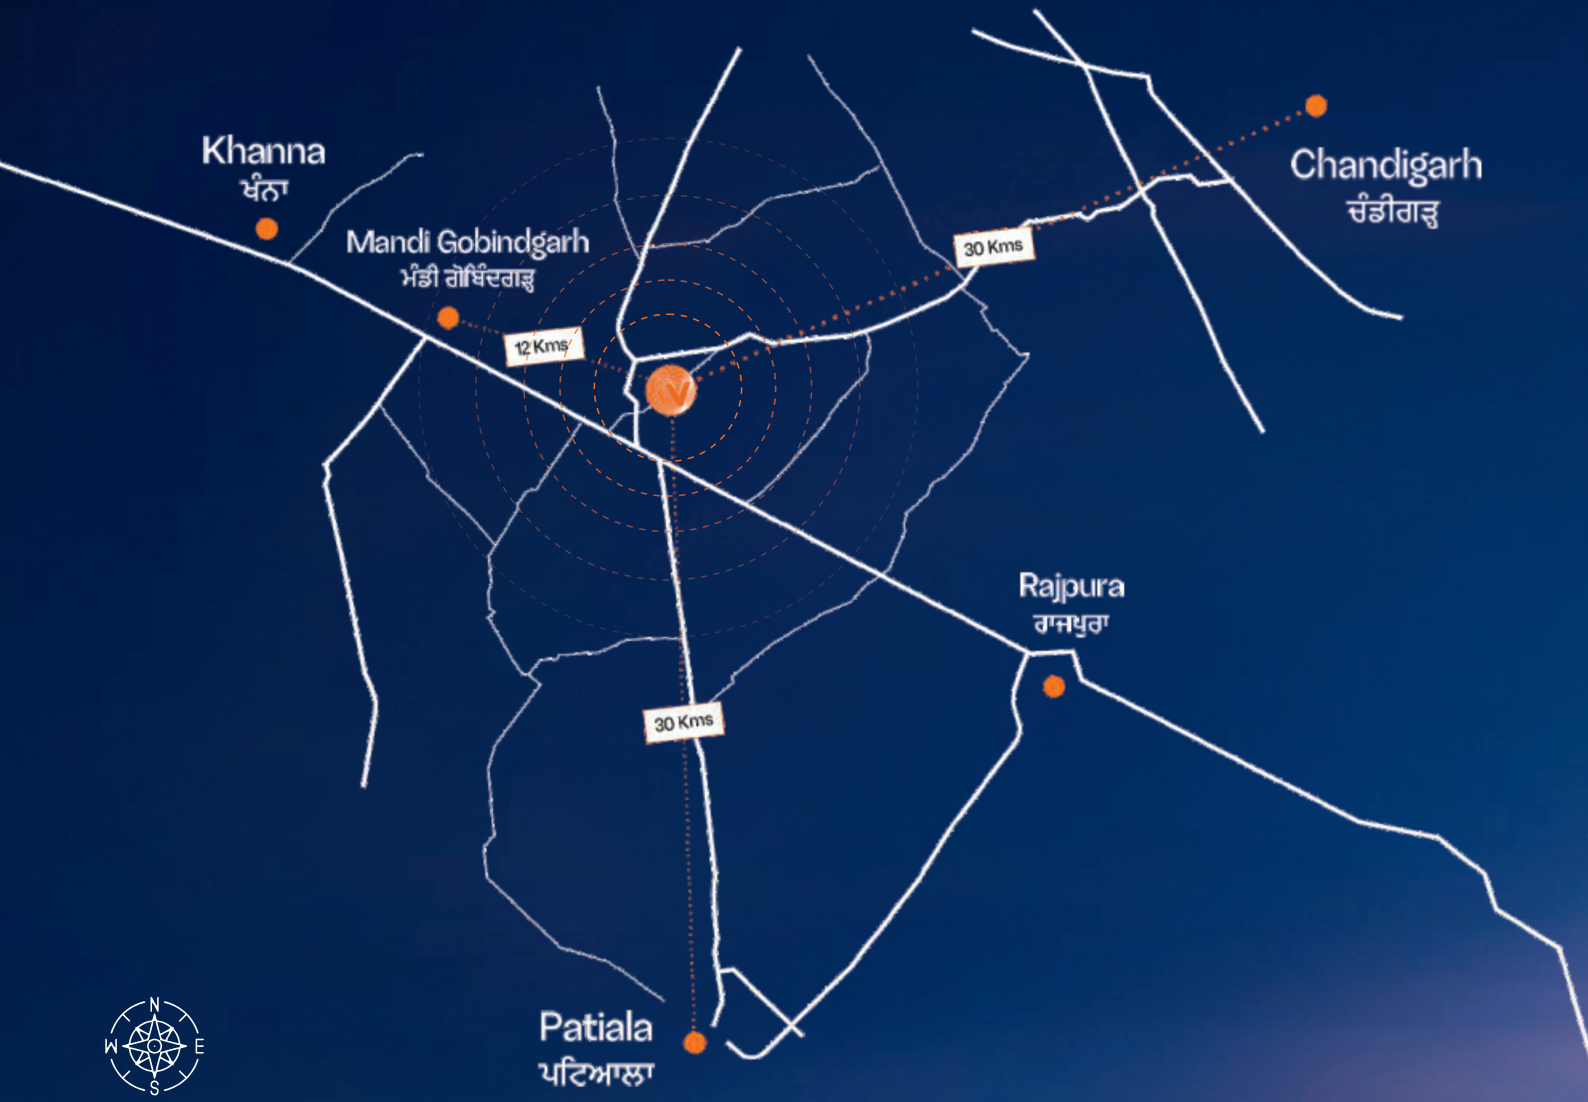 Khanna
ਖੰਨਾ
Mandi Gobindgarh
ਮੰਡੀ ਗੋਬਿੰਦਗੜ੍ਹ
Chandigarh
ਚੰਡੀਗੜ੍ਹ
30 Kms
12 Kms
V
Rajpura
ਰਾਜਪੁਰਾ
30 Kms
Patiala
ਪਟਿਆਲਾ
N
W E
S